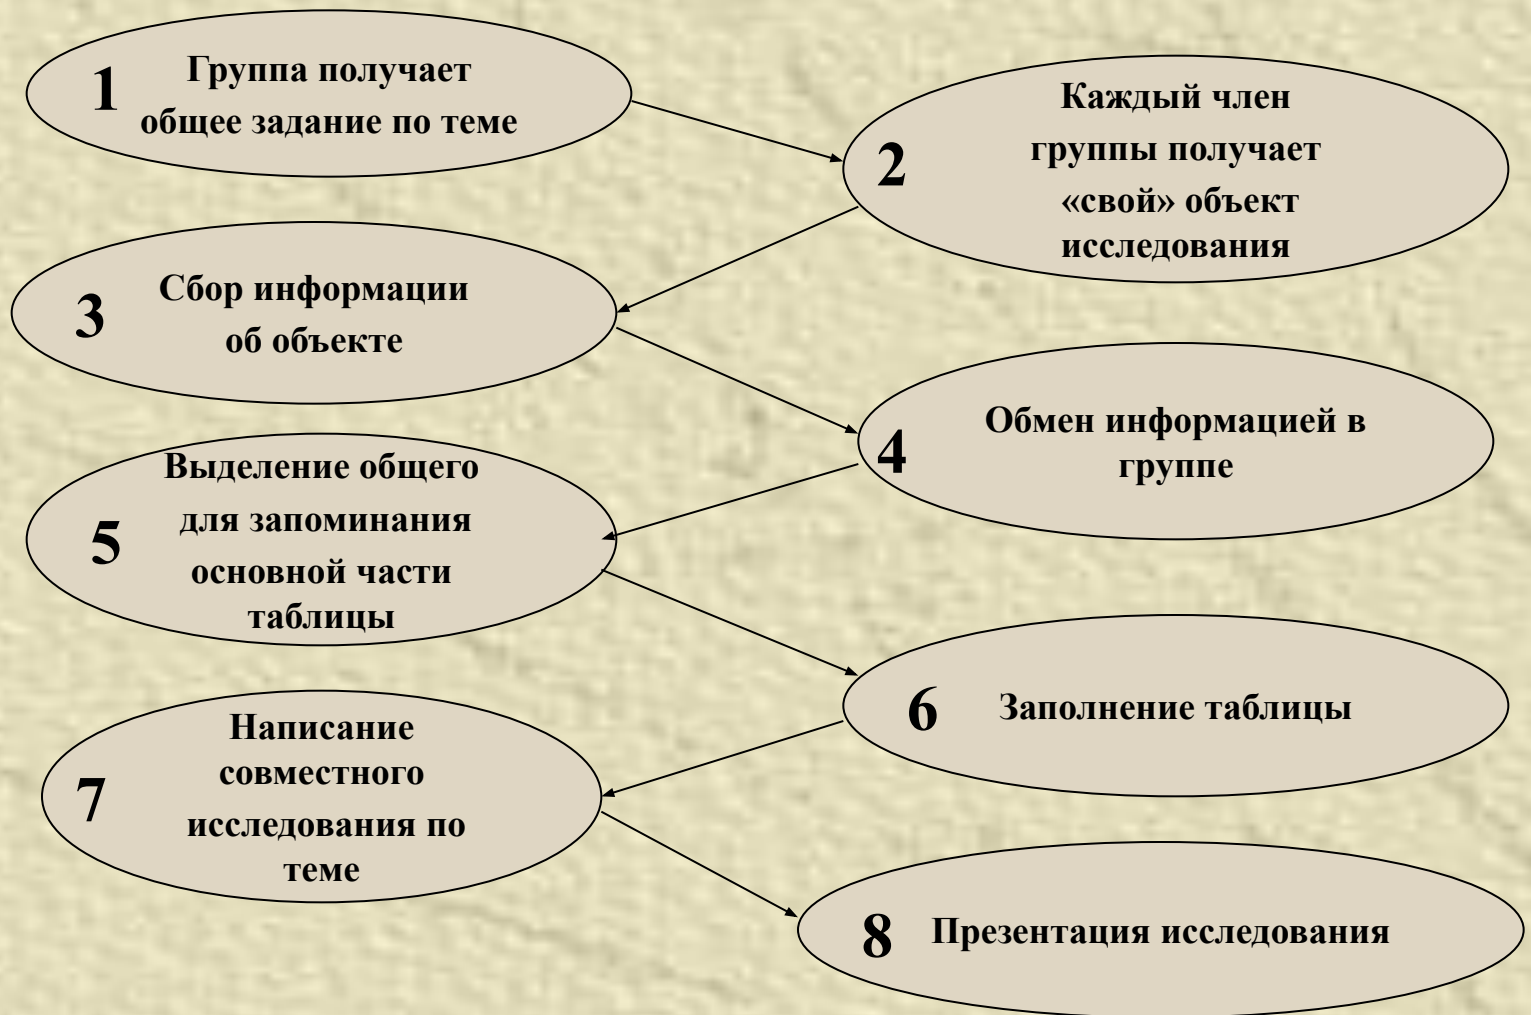 1
Группа получает
общее задание по теме
2
Каждый член
группы получает
«свой» объект
исследования
3
Сбор информации
об объекте
4
Обмен информацией в
группе
5
Выделение общего
для запоминания
основной части
таблицы
6
Заполнение таблицы
7
Написание
совместного
исследования по
теме
8
Презентация исследования